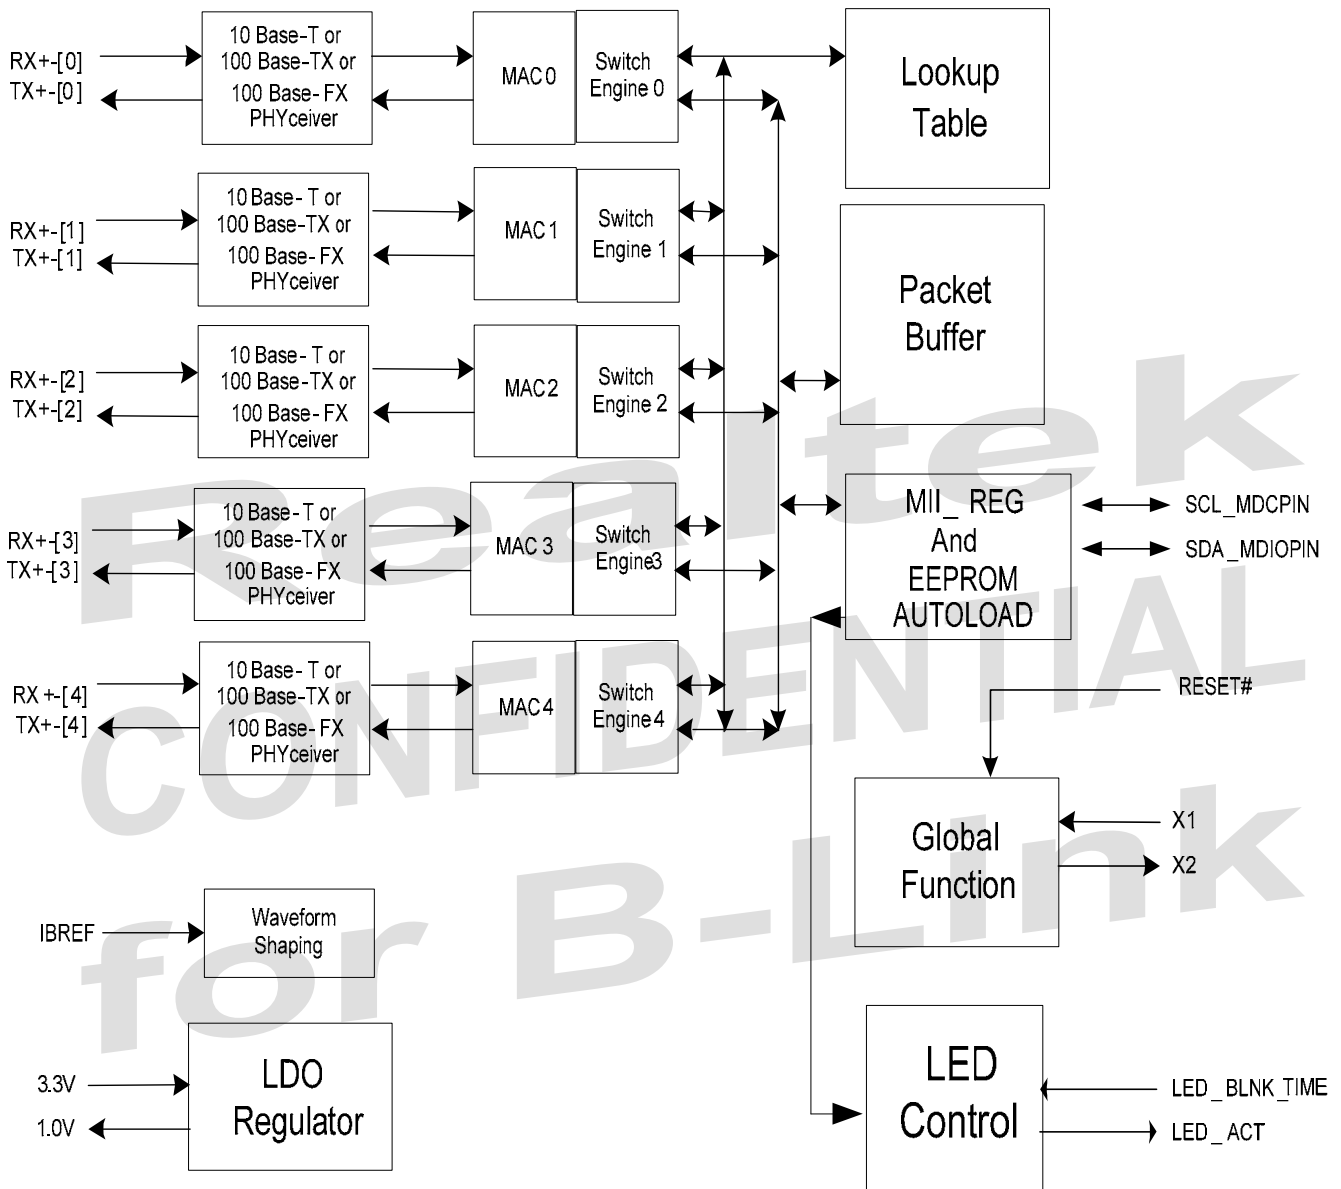 RX+-[0]
TX+-[0]
10 Base-T or
100 Base-TX or
100 Base-FX
PHYceiver
MAC 0
Switch
Engine 0
Lookup
Table
RX+-[1]
TX+-[1]
10 Base-T or
100 Base-TX or
100 Base-FX
PHYceiver
MAC 1
Switch
Engine 1
Packet
Buffer
RX+-[2]
TX+-[2]
10 Base-T or
100 Base-TX or
100 Base-FX
PHYceiver
MAC2
Switch
Engine 2
RX+-[3]
TX+-[3]
10 Base-T or
100 Base-TX or
100 Base-FX
PHYceiver
MAC 3
Switch
Engine3
MII_REG
And
EEPROM
AUTOLOAD
SCL_MDCPIN
SDA_MDIOPIN
RX+-[4]
TX+-[4]
10 Base-T or
100 Base-TX or
100 Base-FX
PHYceiver
MAC 4
Switch
Engine 4
RESET#
Global
Function
X1
X2
IBREF
Waveform
Shaping
3.3V
1.0V
LDO
Regulator
LED
Control
LED_BLNK_TIME
LED_ACT
Realtek
CONFIDENTIAL
for B-Link